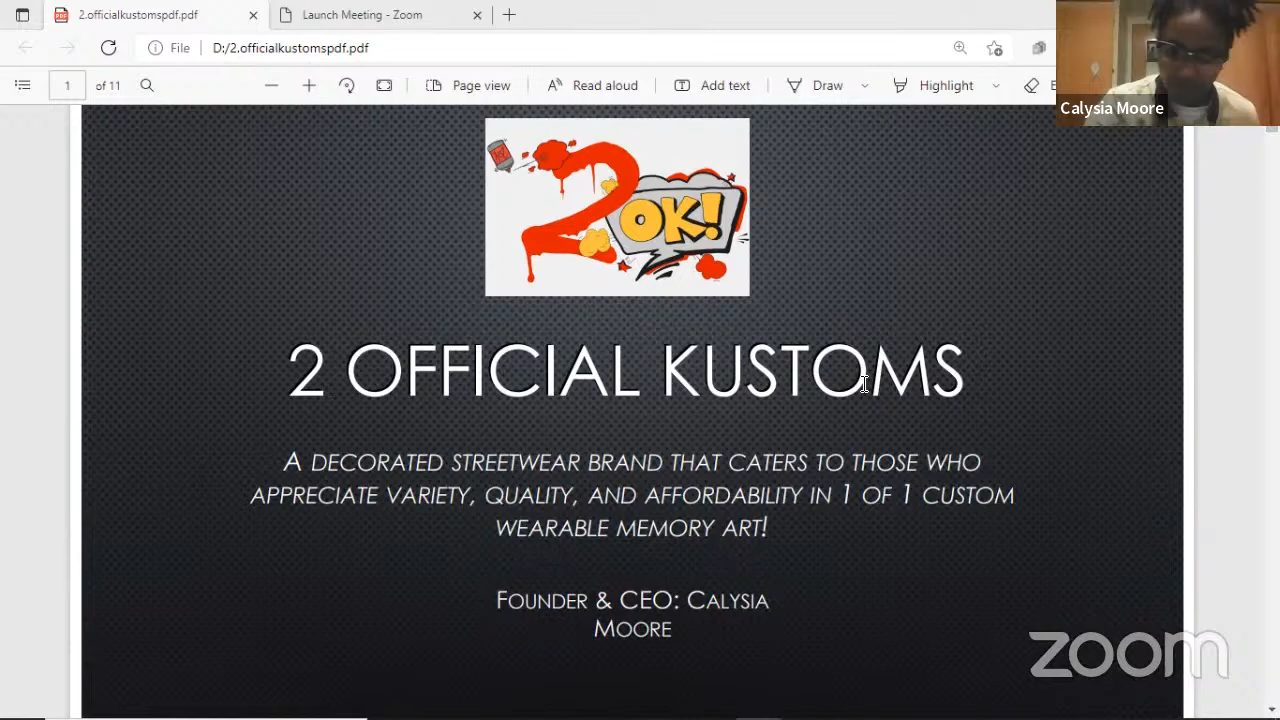 2.officialkustomspdf.pdf
Launch Meeting - Zoom
File
D:/2.officialkustomspdf.pdf
1
of 11
Page view
Read aloud
Add text
Draw
Highlight
Calysia Moore
2
OK!
2 OFFICIAL KUSTOMS
A DECORATED STREETWEAR BRAND THAT CATERS TO THOSE WHO
APPRECIATE VARIETY, QUALITY, AND AFFORDABILITY IN 1 OF 1 CUSTOM
WEARABLE MEMORY ART!
FOUNDER & CEO: CALYSIA
MOORE
zoom